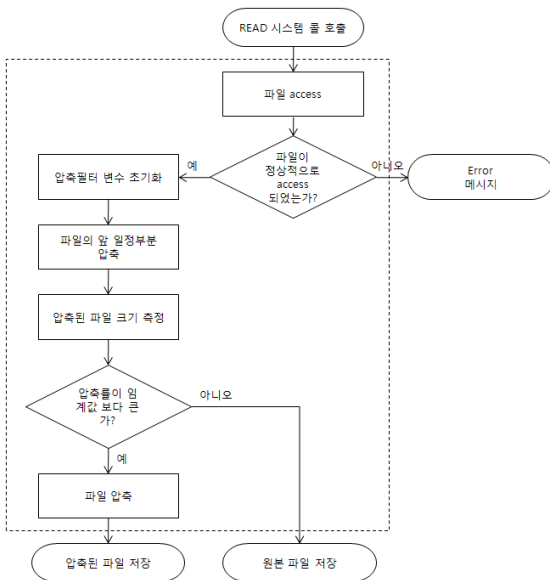 READ 시스템 콜 호출
파일 access
파일이
정상적으로
access
되었는가?
예
아니오
Error
메시지
압축필터 변수 초기화
파일의 앞 일정부분
압축
압축된 파일 크기 측정
압축률이 임
계값 보다 큰
가?
아니오
예
파일 압축
압축된 파일 저장
원본 파일 저장